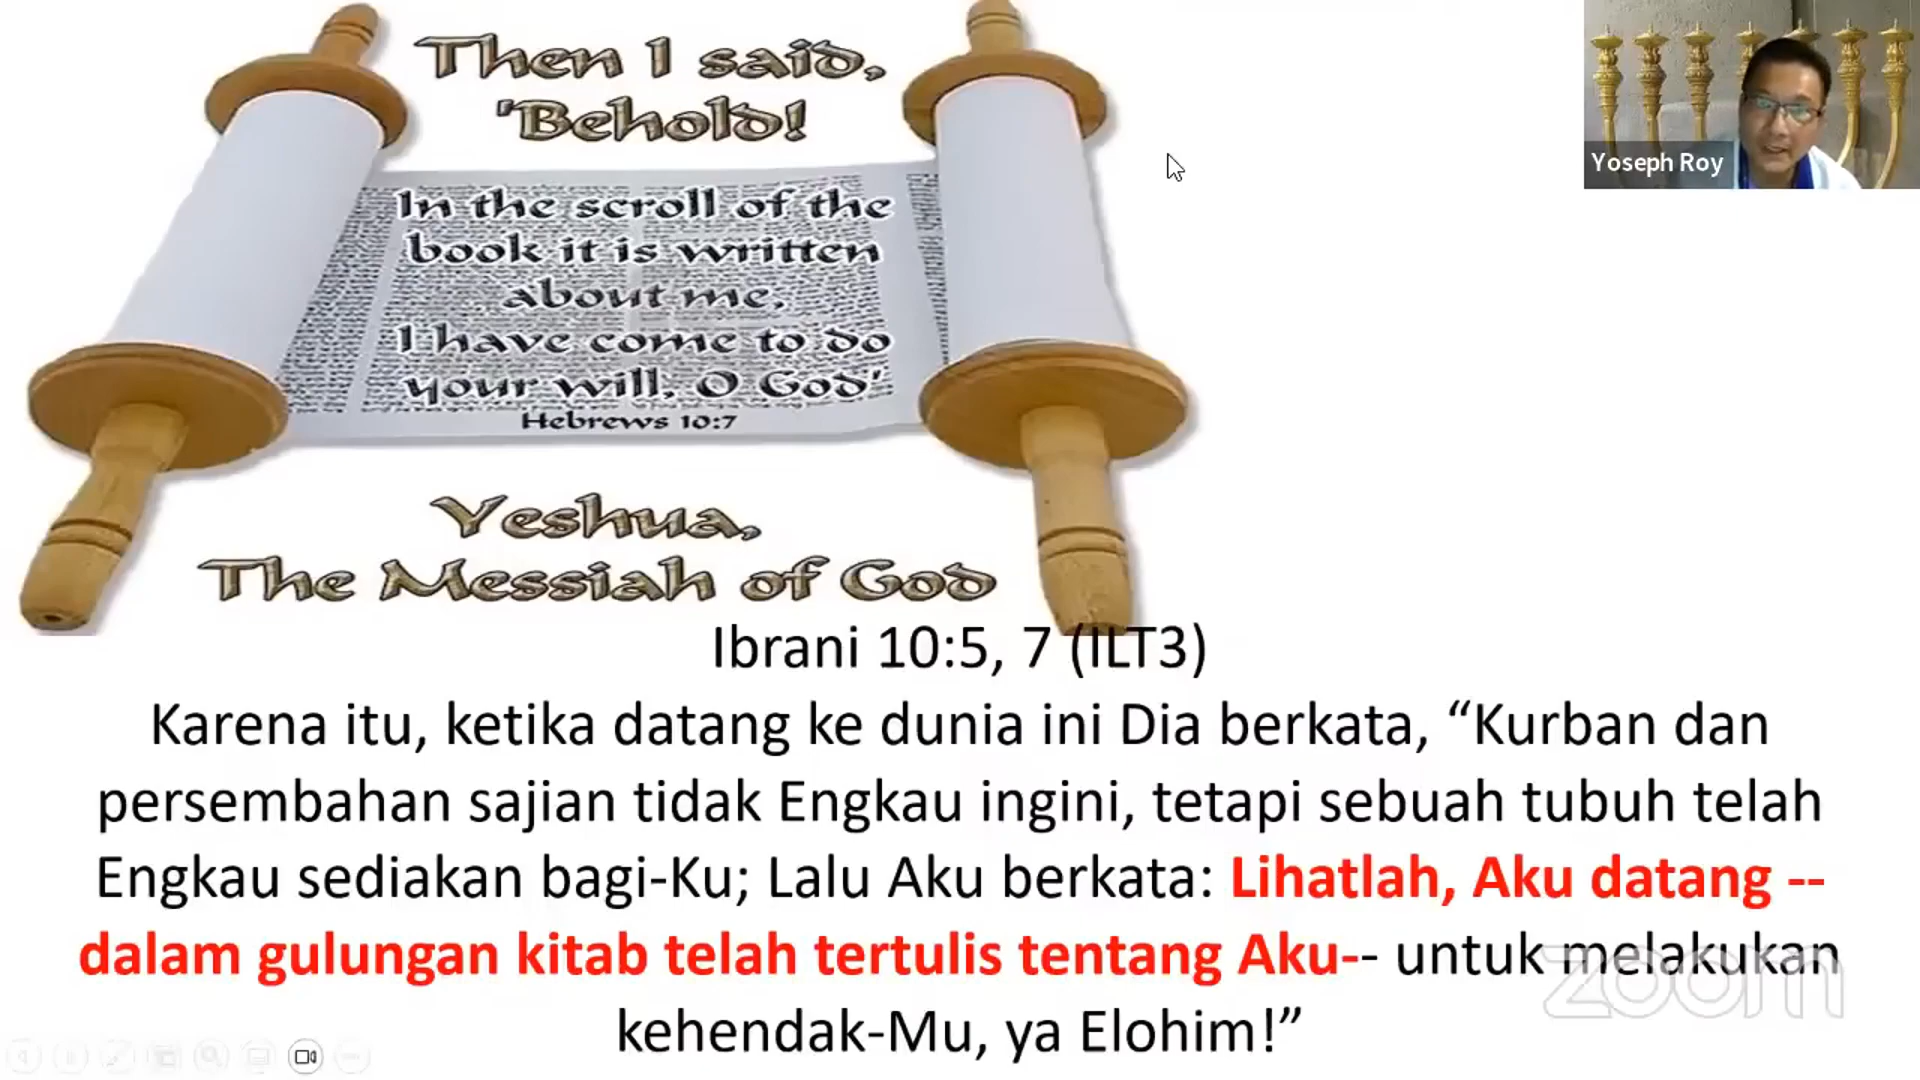 Then I said,
'Behold!
In the scroll of the
book it is written
about me,
I have come to do
your will, O God'
Hebrews 10:7
Yeshua,
The Messiah of God
Yoseph Roy
Ibrani 10:5, 7 (ILT3)
Karena itu, ketika datang ke dunia ini Dia berkata, “Kurban dan
persembahan sajian tidak Engkau ingini, tetapi sebuah tubuh telah
Engkau sediakan bagi-Ku; Lalu Aku berkata: Lihatlah, Aku datang --
dalam gulungan kitab telah tertulis tentang Aku-- untuk melakukan
kehendak-Mu, ya Elohim!”
zoom